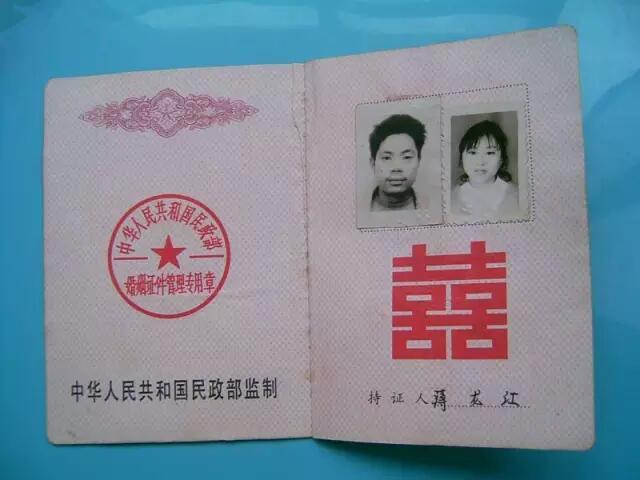 中华人民共和国民政部
婚姻证件管理专用章
中华人民共和国民政部监制
囍
持证人 蒋龙江